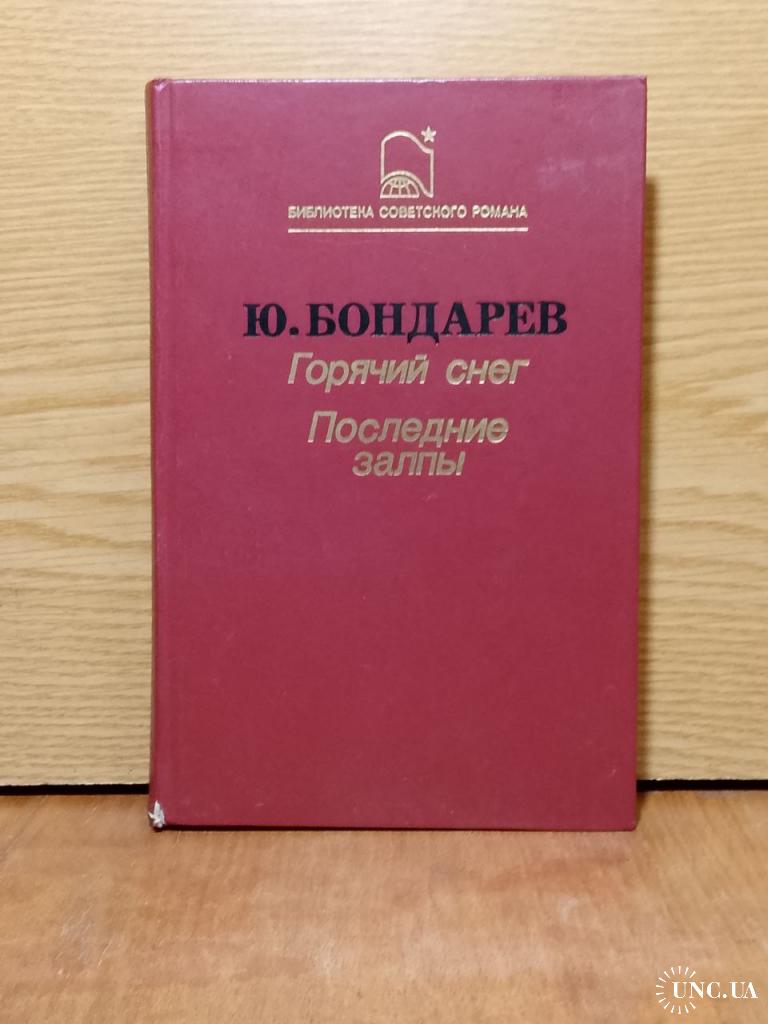 БИБЛИОТЕКА СОВЕТСКОГО РОМАНА
Ю. БОНДАРЕВ
Горячий снег
Последние
залпы
UNC.UA